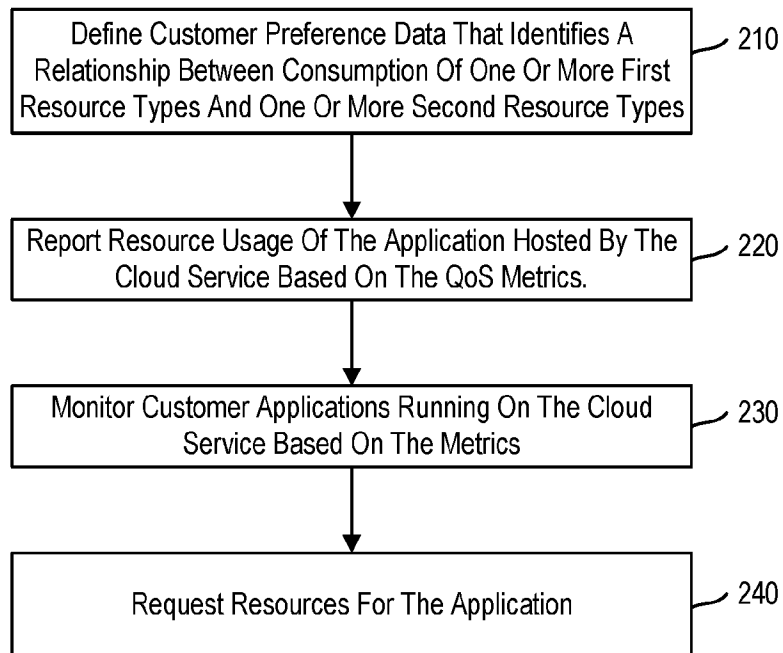 Define Customer Preference Data That Identifies A
Relationship Between Consumption Of One Or More First
Resource Types And One Or More Second Resource Types
210
Report Resource Usage Of The Application Hosted By The
Cloud Service Based On The QoS Metrics.
220
Monitor Customer Applications Running On The Cloud
Service Based On The Metrics
230
Request Resources For The Application
240